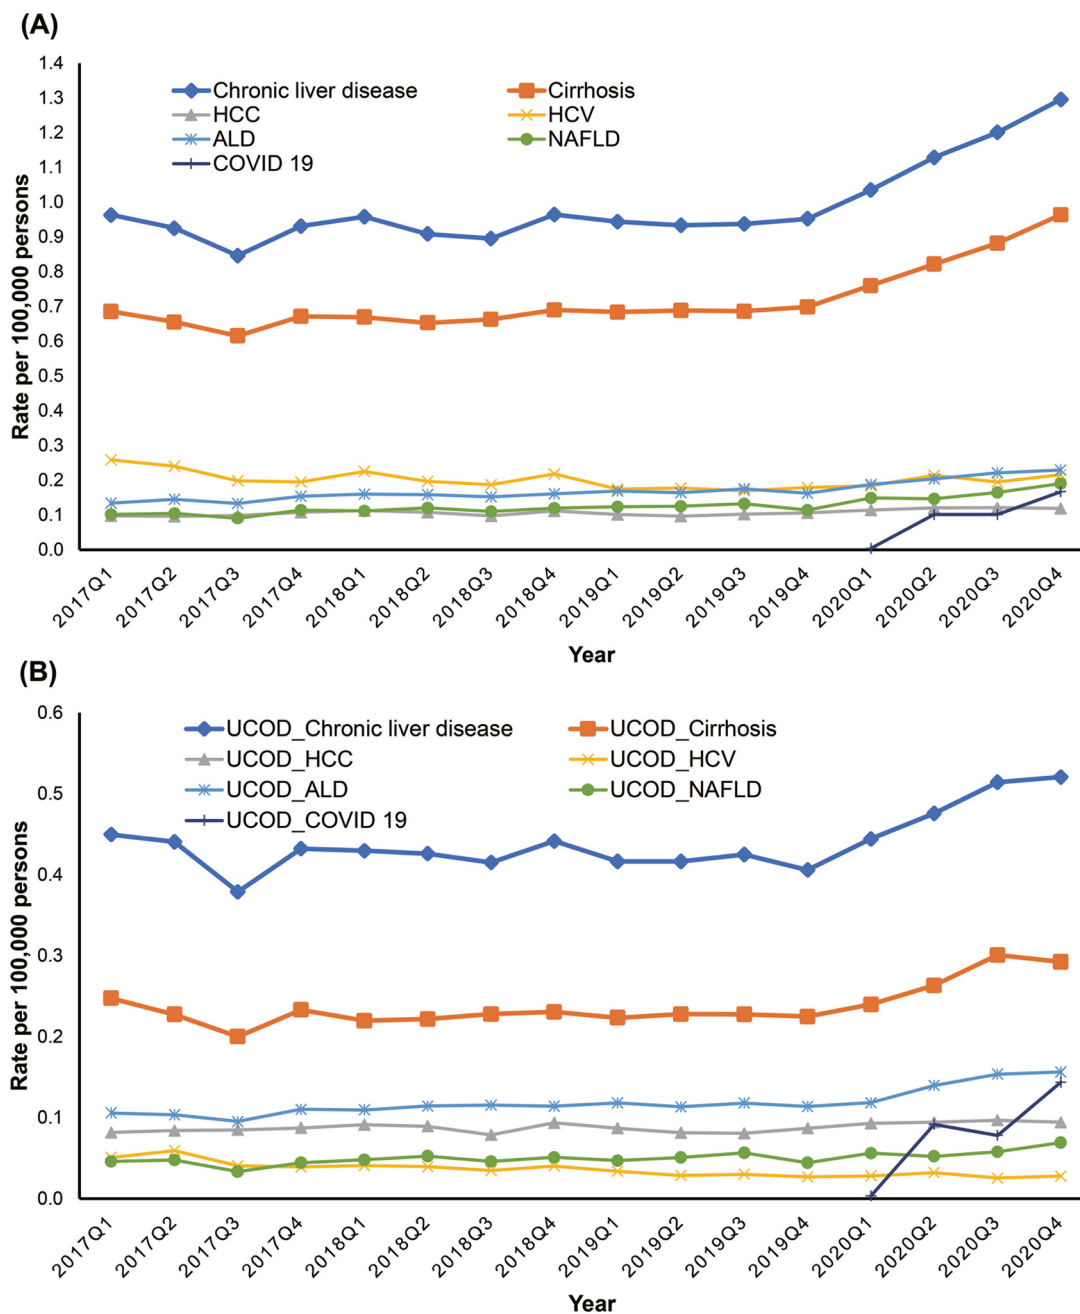 (A)
Rate per 100,000 persons
1.4
1.3
1.2
1.1
1.0
0.9
0.8
0.7
0.6
0.5
0.4
0.3
0.2
0.1
0.0
Chronic liver disease
Cirrhosis
HCC
HCV
ALD
NAFLD
COVID 19
2017Q1
2017Q2
2017Q3
2017Q4
2018Q1
2018Q2
2018Q3
2018Q4
2019Q1
2019Q2
2019Q3
2019Q4
2020Q1
2020Q2
2020Q3
2020Q4
Year
(B)
Rate per 100,000 persons
0.6
0.5
0.4
0.3
0.2
0.1
0.0
UCOD_Chronic liver disease
UCOD_Cirrhosis
UCOD_HCC
UCOD_HCV
UCOD_ALD
UCOD_NAFLD
UCOD_COVID 19
2017Q1
2017Q2
2017Q3
2017Q4
2018Q1
2018Q2
2018Q3
2018Q4
2019Q1
2019Q2
2019Q3
2019Q4
2020Q1
2020Q2
2020Q3
2020Q4
Year